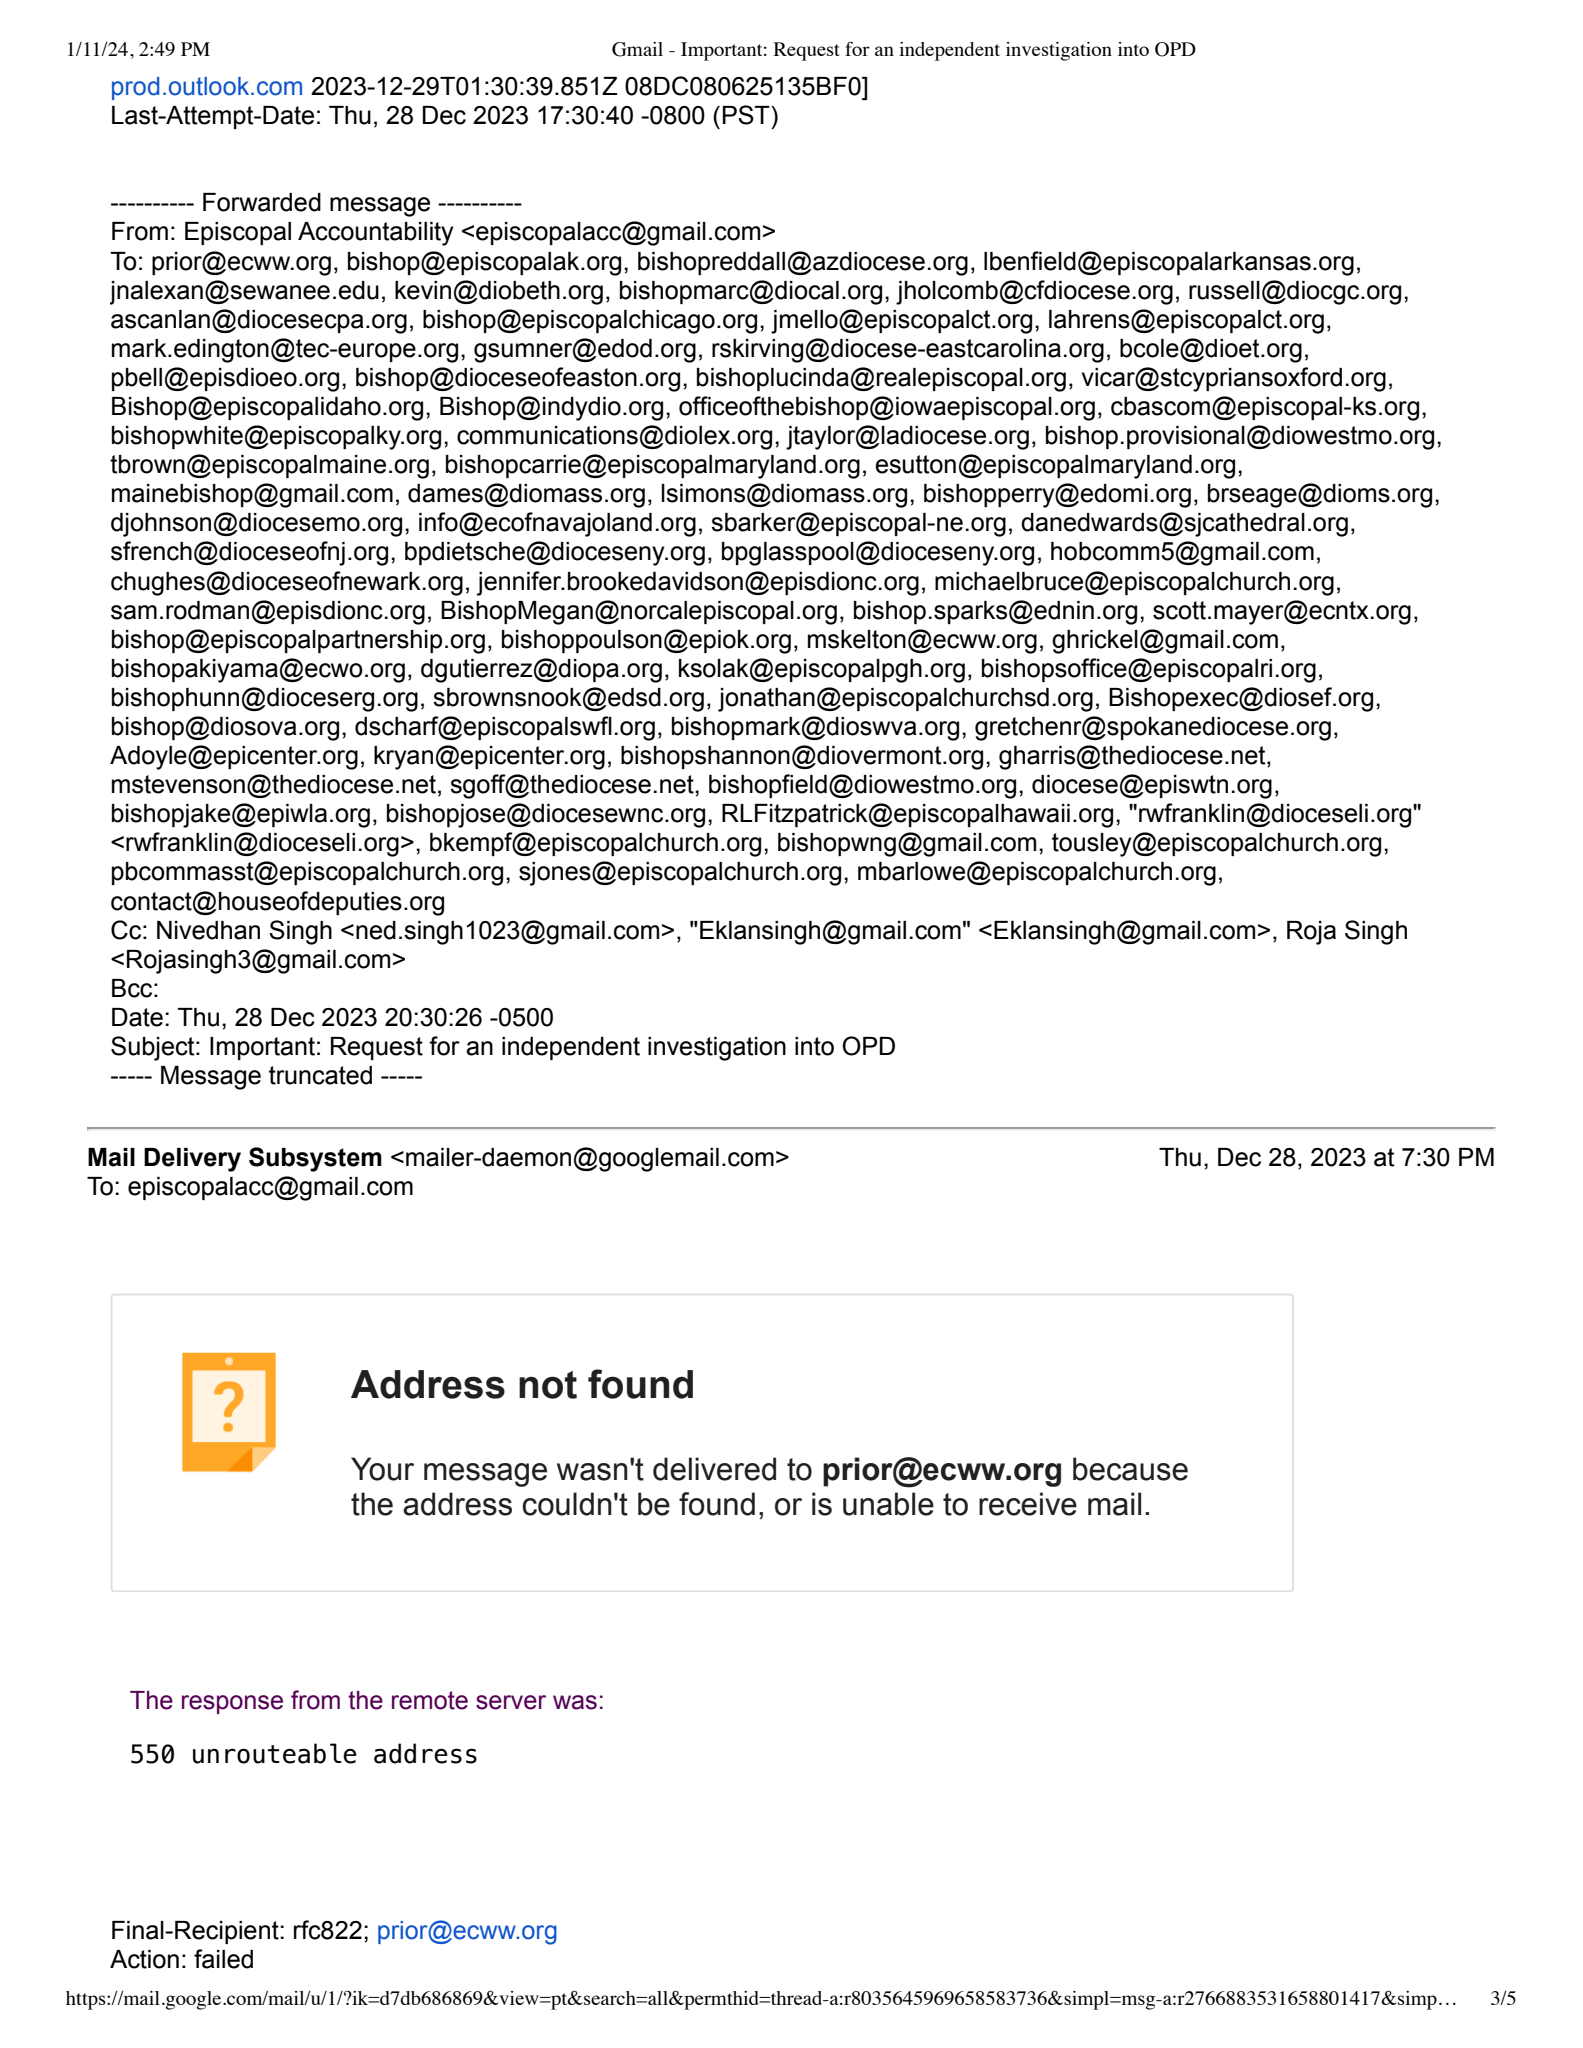 1/11/24, 2:49 PM Gmail - Important: Request for an independent investigation into OPD
prod.outlook.com 2023-12-29T01:30:39.851Z 08DC080625135BF0]
Last-Attempt-Date: Thu, 28 Dec 2023 17:30:40 -0800 (PST)
---------- Forwarded message ----------
From: Episcopal Accountability <episcopalacc@gmail.com>
To: prior@ecww.org, bishop@episcopalak.org, bishopreddall@azdiocese.org, lbenfield@episcopalarkansas.org,
jnalexan@sewanee.edu, kevin@diobeth.org, bishopmarc@diocal.org, jholcomb@cfdiocese.org, russell@diocgc.org,
ascanlan@diocesecpa.org, bishop@episcopalchicago.org, jmello@episcopalct.org, lahrens@episcopalct.org,
mark.edington@tec-europe.org, gsumner@edod.org, rskirving@diocese-eastcarolina.org, bcole@dioet.org,
pbell@episdioeo.org, bishop@dioceseofeaston.org, bishoplucinda@realepiscopal.org, vicar@stcypriansoxford.org,
Bishop@episcopalidaho.org, Bishop@indydio.org, officeofthebishop@iowaepiscopal.org, cbascom@episcopal-ks.org,
bishopwhite@episcopalky.org, communications@diolex.org, jtaylor@ladiocese.org, bishop.provisional@diowestmo.org,
tbrown@episcopalmaine.org, bishopcarrie@episcopalmaryland.org, esutton@episcopalmaryland.org,
mainebishop@gmail.com, dames@diomass.org, lsimons@diomass.org, bishopperry@edomi.org, brseage@dioms.org,
djohnson@diocesemo.org, info@ecofnavajoland.org, sbarker@episcopal-ne.org, danedwards@sjcathedral.org,
sfrench@dioceseofnj.org, bpdietsche@dioceseny.org, bpglasspool@dioceseny.org, hobcomm5@gmail.com,
chughes@dioceseofnewark.org, jennifer.brookedavidson@episdionc.org, michaelbruce@episcopalchurch.org,
sam.rodman@episdionc.org, BishopMegan@norcalepiscopal.org, bishop.sparks@ednin.org, scott.mayer@ecntx.org,
bishop@episcopalpartnership.org, bishoppoulson@epiok.org, mskelton@ecww.org, ghrickel@gmail.com,
bishopakiyama@ecwo.org, dgutierrez@diopa.org, ksolak@episcopalpgh.org, bishopsoffice@episcopalri.org,
bishophunn@dioceserg.org, sbrownsnook@edsd.org, jonathan@episcopalchurchsd.org, Bishopexec@diosef.org,
bishop@diosova.org, dscharf@episcopalswfl.org, bishopmark@dioswva.org, gretchenr@spokanediocese.org,
Adoyle@epicenter.org, kryan@epicenter.org, bishopshannon@diovermont.org, gharris@thediocese.net,
mstevenson@thediocese.net, sgoff@thediocese.net, bishopfield@diowestmo.org, diocese@episwtn.org,
bishopjake@epiwla.org, bishopjose@diocesewnc.org, RLFitzpatrick@episcopalhawaii.org, "rwfranklin@dioceseli.org"
<rwfranklin@dioceseli.org>, bkempf@episcopalchurch.org, bishopwng@gmail.com, tousley@episcopalchurch.org,
pbcommasst@episcopalchurch.org, sjones@episcopalchurch.org, mbarlowe@episcopalchurch.org,
contact@houseofdeputies.org
Cc: Nivedhan Singh <ned.singh1023@gmail.com>, "Eklansingh@gmail.com" <Eklansingh@gmail.com>, Roja Singh
<Rojasingh3@gmail.com>
Bcc:
Date: Thu, 28 Dec 2023 20:30:26 -0500
Subject: Important: Request for an independent investigation into OPD
----- Message truncated -----
Mail Delivery Subsystem <mailer-daemon@googlemail.com> Thu, Dec 28, 2023 at 7:30 PM
To: episcopalacc@gmail.com
?
Address not found
Your message wasn't delivered to prior@ecww.org because
the address couldn't be found, or is unable to receive mail.
The response from the remote server was:
550 unrouteable address
Final-Recipient: rfc822; prior@ecww.org
Action: failed
https://mail.google.com/mail/u/1/?ik=d7db686869&view=pt&search=all&permthid=thread-a:r8035645969658583736&simpl=msg-a:r2766883531658801417&simp… 3/5